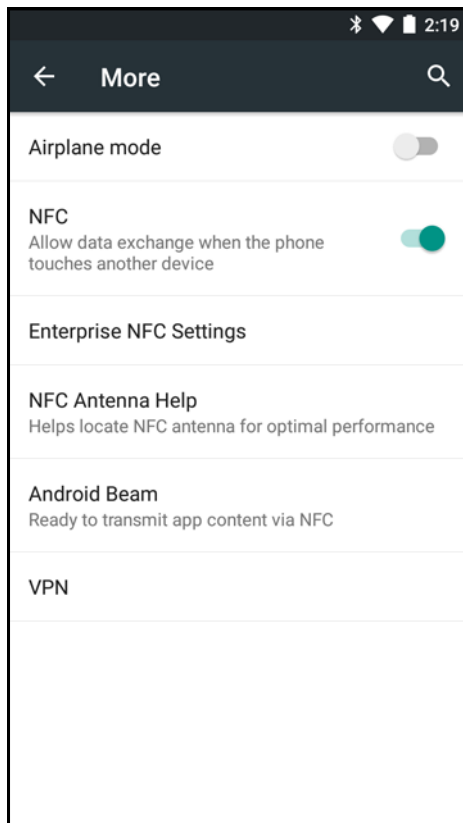 2:19
More
Airplane mode
NFC
Allow data exchange when the phone
touches another device
Enterprise NFC Settings
NFC Antenna Help
Helps locate NFC antenna for optimal performance
Android Beam
Ready to transmit app content via NFC
VPN